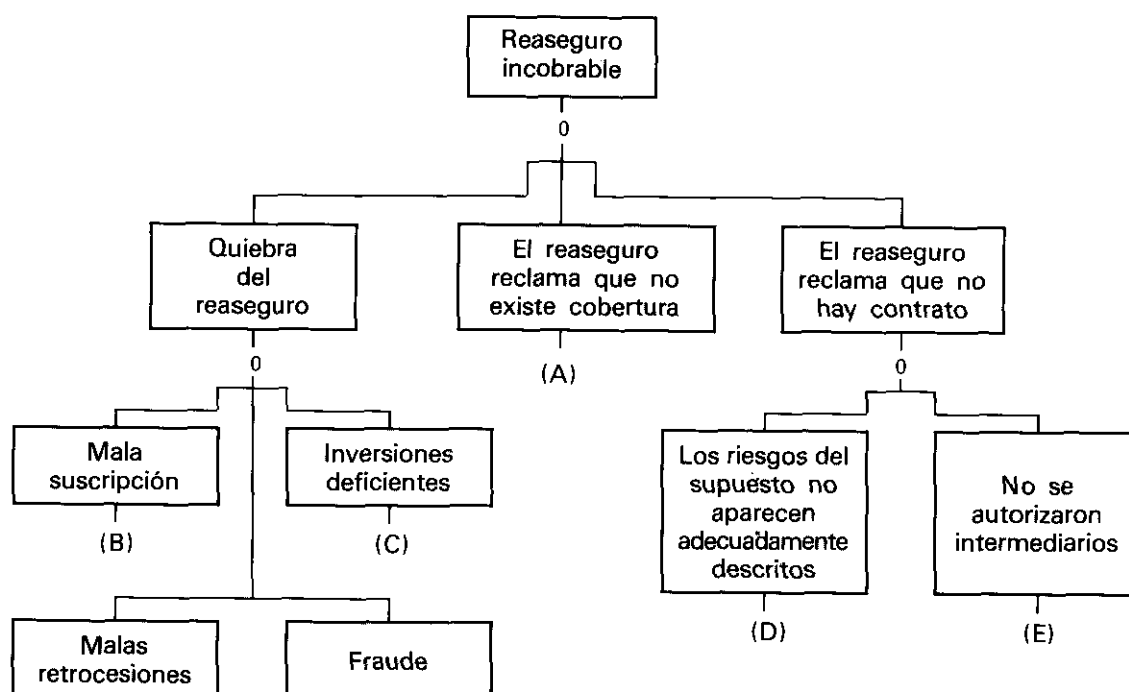 Reaseguro
incobrable
0
Quiebra
del
reaseguro
El reaseguro
reclama que no
existe cobertura
El reaseguro
reclama que no
hay contrato
0
(A)
0
Mala
suscripción
Inversiones
deficientes
Los riesgos del
supuesto no
aparecen
adecuadamente
descritos
No se
autorizaron
intermediarios
(B)
(C)
(D)
(E)
Malas
retrocesiones
Fraude